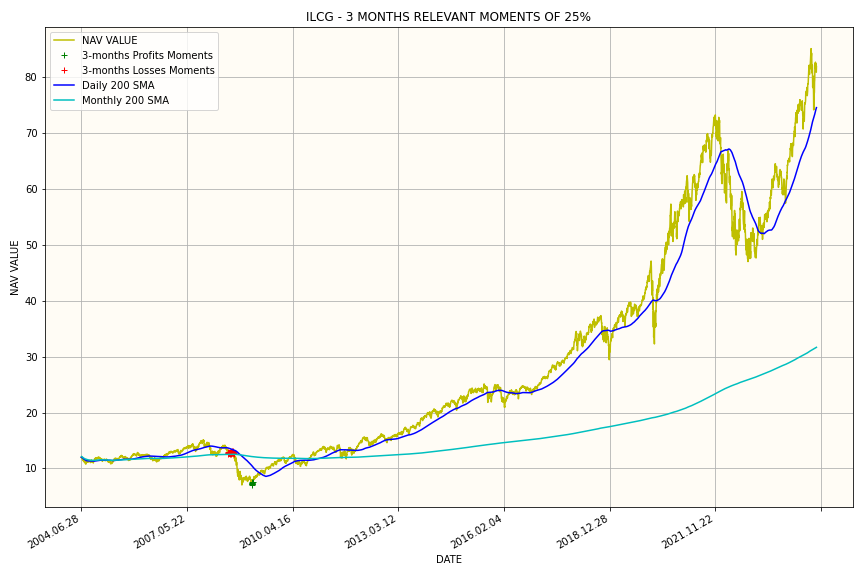 ILCG - 3 MONTHS RELEVANT MOMENTS OF 25%
NAV VALUE
3-months Profits Moments
3-months Losses Moments
Daily 200 SMA
Monthly 200 SMA
80
70
60
50
40
30
20
10
NAV VALUE
2004.06.28
2007.05.22
2010.04.16
2013.03.12
2016.02.04
2018.12.28
2021.11.22
DATE